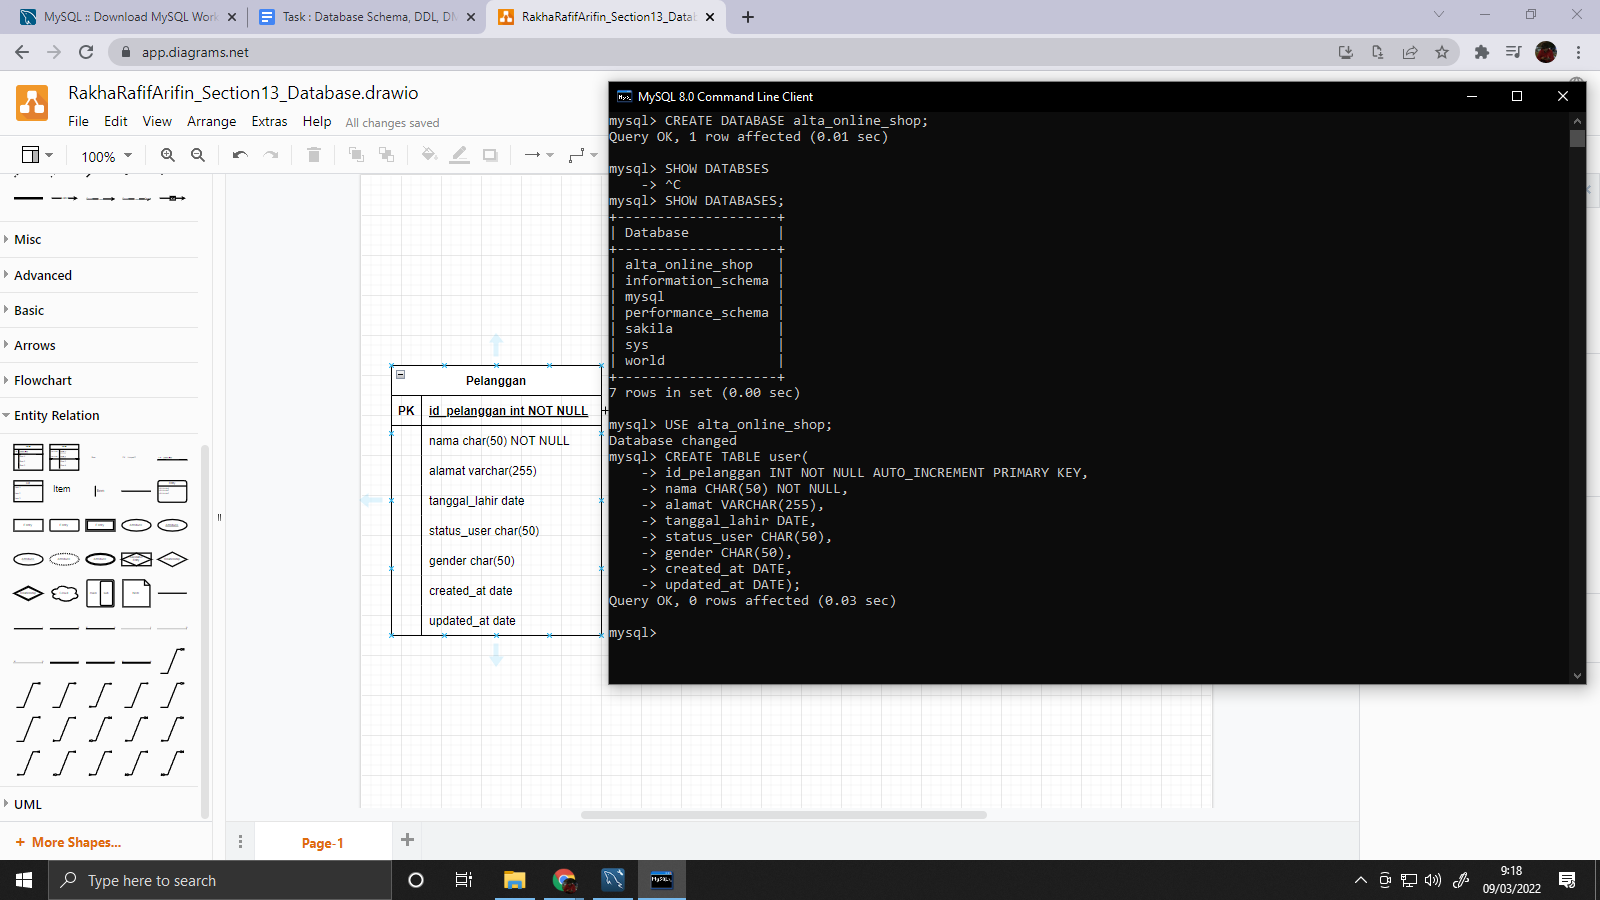 MySQL :: Download MySQL Work
Task : Database Schema, DDL, DM
RakhaRafifArifin_Section13_Datab
app.diagrams.net
RakhaRafifArifin_Section13_Database.drawio
File Edit View Arrange Extras Help All changes saved
100%
Misc
Advanced
Basic
Arrows
Flowchart
Entity Relation
Item
UML
+ More Shapes...
Pelanggan
PK id_pelanggan int NOT NULL
nama char(50) NOT NULL
alamat varchar(255)
tanggal_lahir date
status_user char(50)
gender char(50)
created_at date
updated_at date
Page-1
MySQL 8.0 Command Line Client
mysql> CREATE DATABASE alta_online_shop;
Query OK, 1 row affected (0.01 sec)
mysql> SHOW DATABSES
-> ^C
mysql> SHOW DATABASES;
+--------------------+
| Database |
+--------------------+
| alta_online_shop |
| information_schema |
| mysql |
| performance_schema |
| sakila |
| sys |
| world |
+--------------------+
7 rows in set (0.00 sec)
mysql> USE alta_online_shop;
Database changed
mysql> CREATE TABLE user(
-> id_pelanggan INT NOT NULL AUTO_INCREMENT PRIMARY KEY,
-> nama CHAR(50) NOT NULL,
-> alamat VARCHAR(255),
-> tanggal_lahir DATE,
-> status_user CHAR(50),
-> gender CHAR(50),
-> created_at DATE,
-> updated_at DATE);
Query OK, 0 rows affected (0.03 sec)
mysql>
Type here to search
9:18
09/03/2022